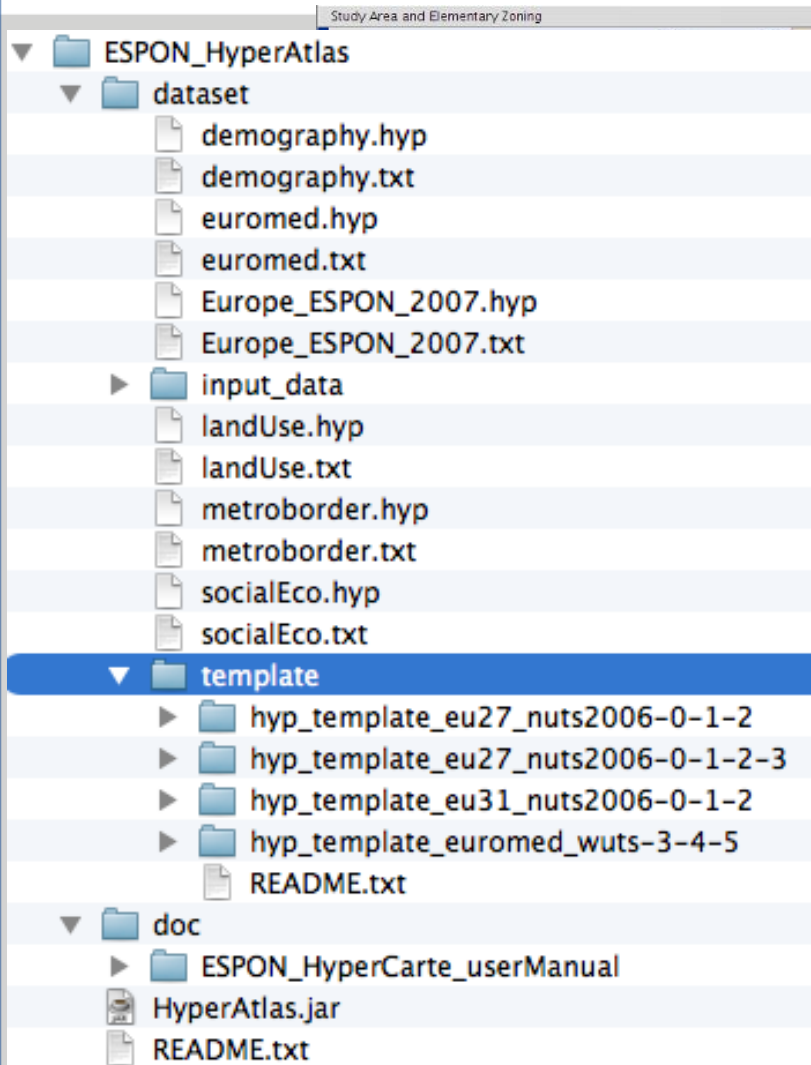 Study Area and Elementary Zoning
ESPON_HyperAtlas
dataset
demography.hyp
demography.txt
euromed.hyp
euromed.txt
Europe_ESPON_2007.hyp
Europe_ESPON_2007.txt
input_data
landUse.hyp
landUse.txt
metroborder.hyp
metroborder.txt
socialEco.hyp
socialEco.txt
template
hyp_template_eu27_nuts2006-0-1-2
hyp_template_eu27_nuts2006-0-1-2-3
hyp_template_eu31_nuts2006-0-1-2
hyp_template_euromed_wuts-3-4-5
README.txt
doc
ESPON_HyperCarte_userManual
HyperAtlas.jar
README.txt